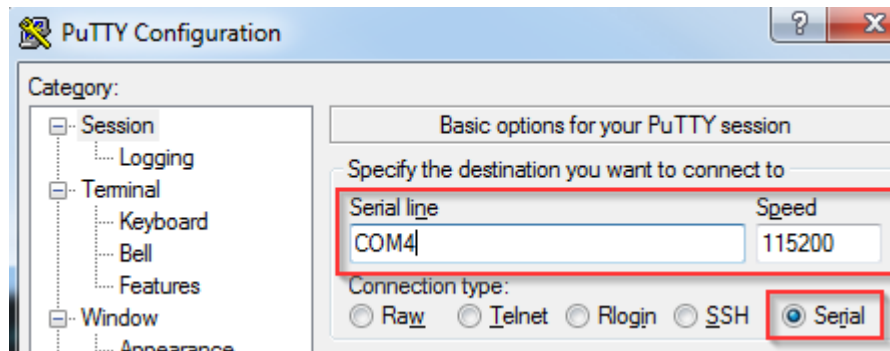 PuTTY Configuration
Category:
Session
Logging
Terminal
Keyboard
Bell
Features
Window
Appearance
Basic options for your PuTTY session
Specify the destination you want to connect to
Serial line
Speed
COM4
115200
Connection type:
Raw Telnet Rlogin SSH Serial